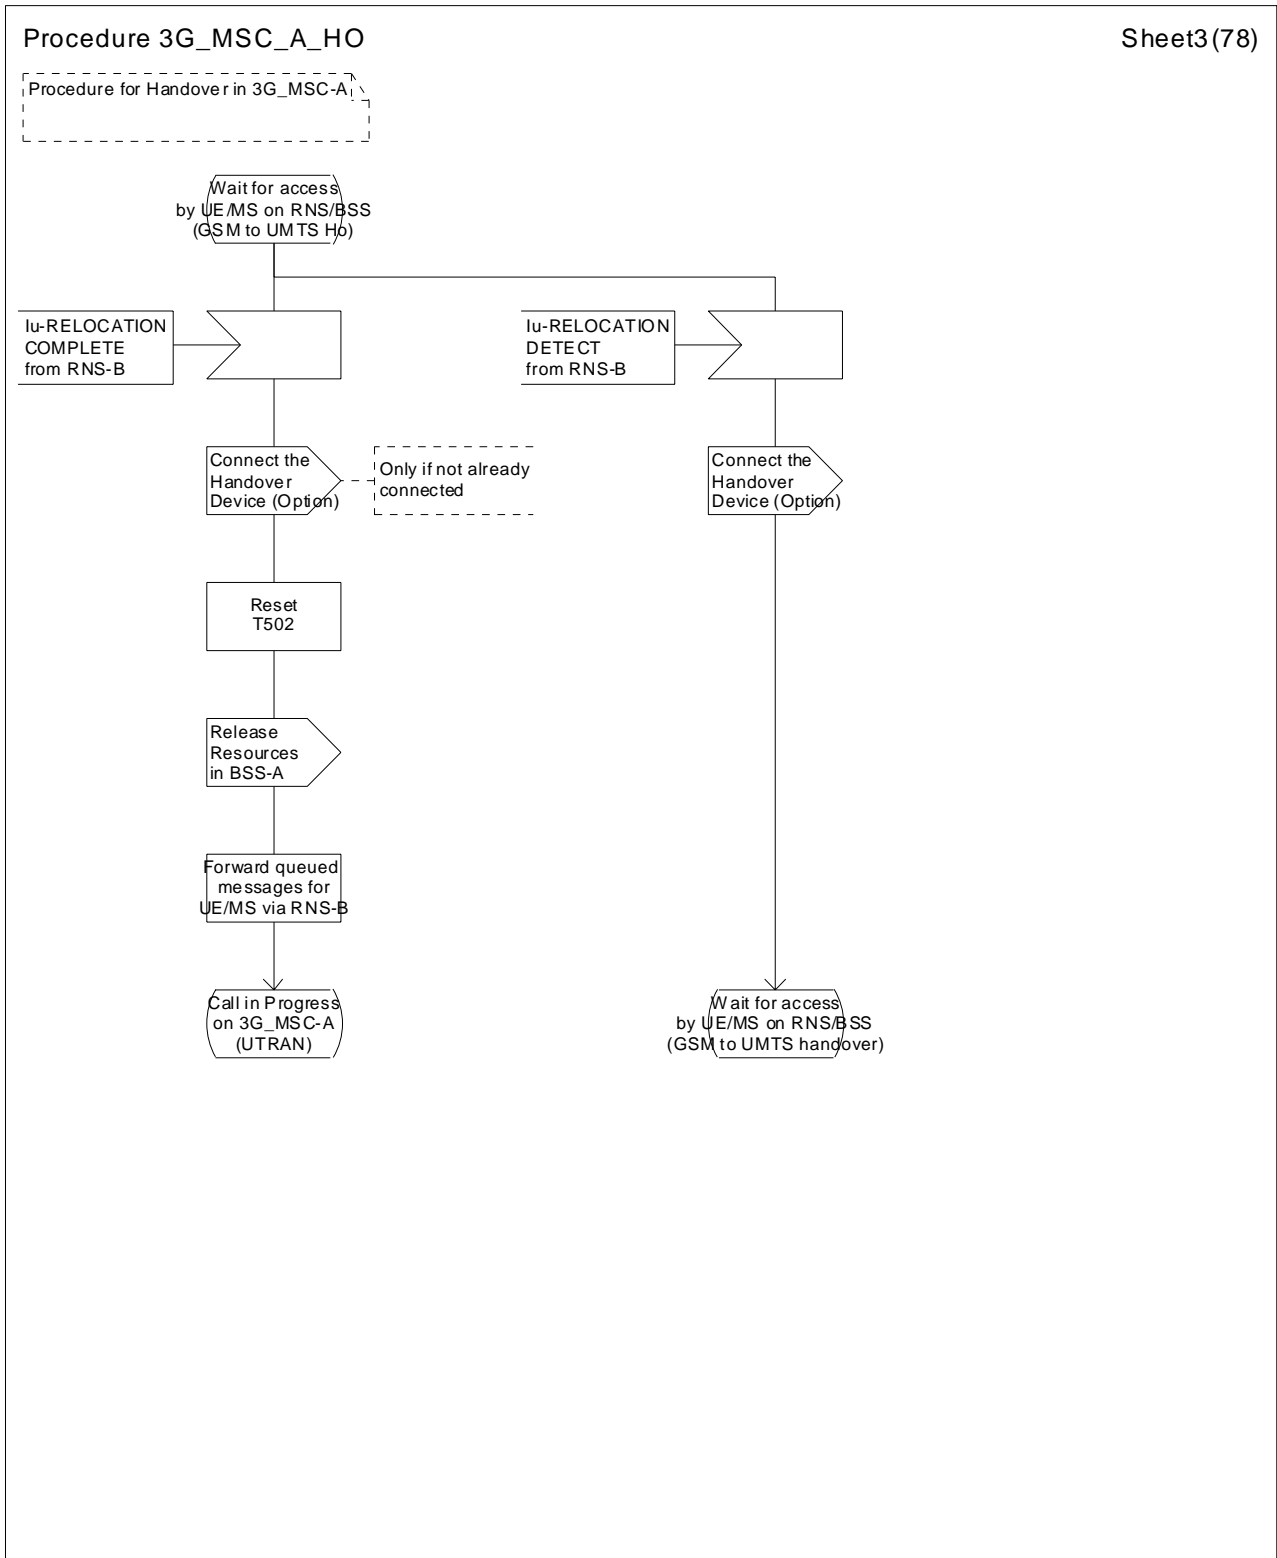 Procedure 3G_MSC_A_HO
Sheet3(78)
Procedure for Handover in 3G_MSC-A
Wait for access
by UE/MS on RNS/BSS
(GSM to UMTS Ho)
Iu-RELOCATION
COMPLETE
from RNS-B
Iu-RELOCATION
DETECT
from RNS-B
Connect the
Handover
Device (Option)
Only if not already
connected
Connect the
Handover
Device (Option)
Reset
T502
Release
Resources
in BSS-A
Forward queued
messages for
UE/MS via RNS-B
Call in Progress
on 3G_MSC-A
(UTRAN)
Wait for access
by UE/MS on RNS/BSS
(GSM to UMTS handover)